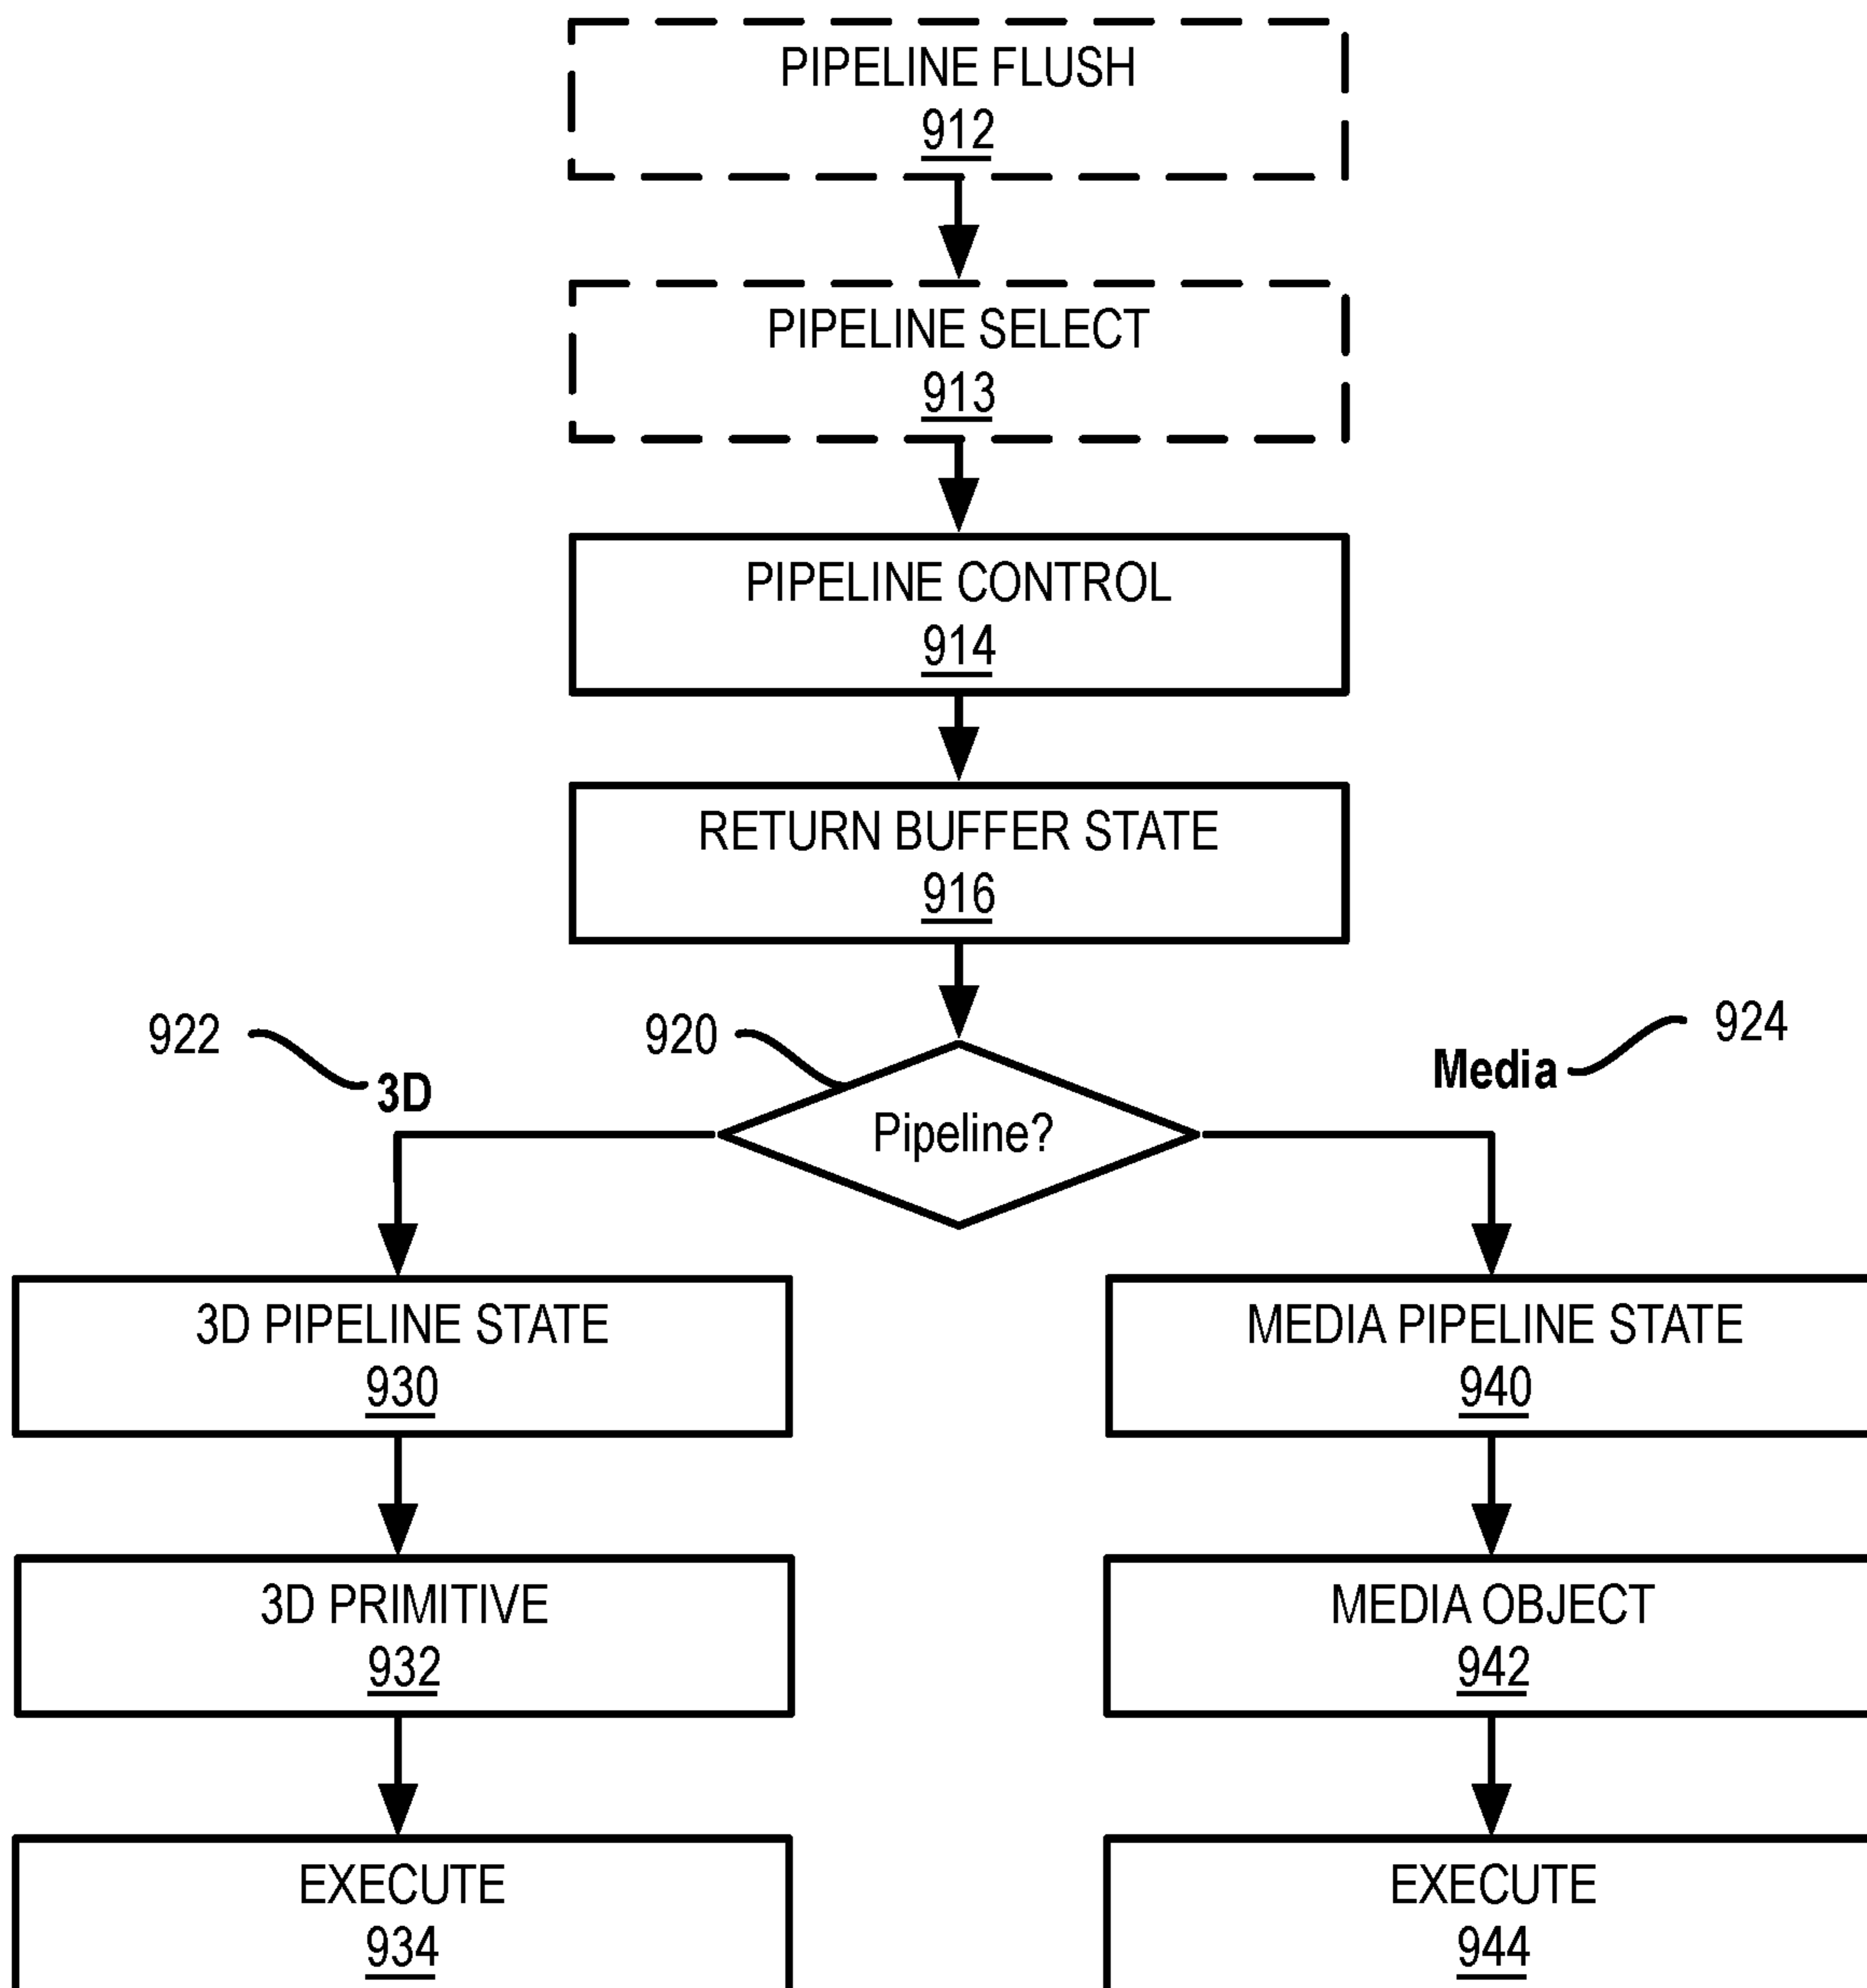 PIPELINE FLUSH
912
PIPELINE SELECT
913
PIPELINE CONTROL
914
RETURN BUFFER STATE
916
922
920
924
3D
Media
Pipeline?
3D PIPELINE STATE
930
MEDIA PIPELINE STATE
940
3D PRIMITIVE
932
MEDIA OBJECT
942
EXECUTE
934
EXECUTE
944